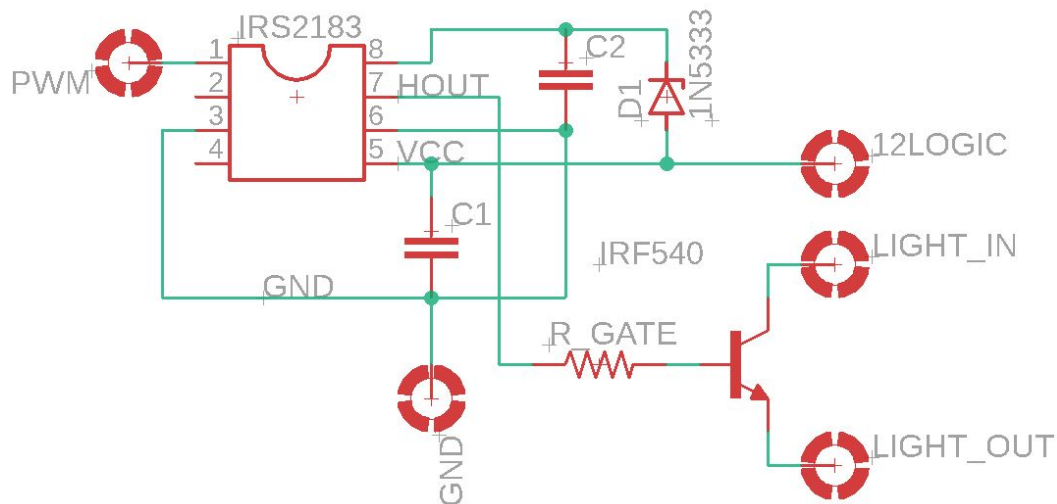 IRS2183
PWM
1
2
3
4
8
7
6
5
HOUT
VCC
C2
D1
1N5333
12LOGIC
C1
GND
IRF540
LIGHT_IN
R_GATE
GND
LIGHT_OUT